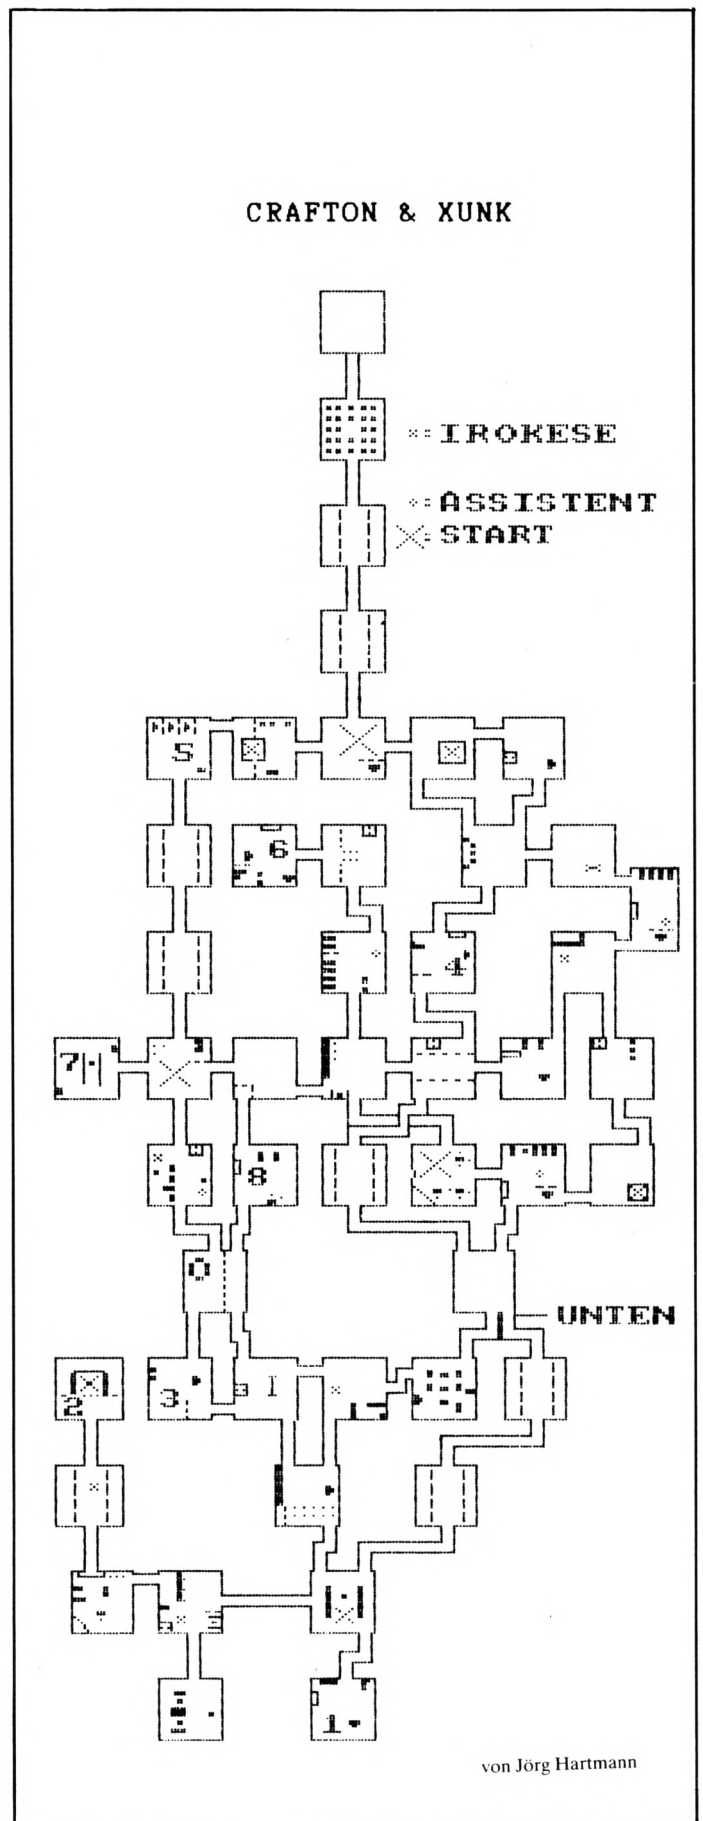 CRAFTON & XUNK
:IROKESE
:ASSISTENT
:START
5
6
4
7
8
0
UNTEN
3
1
2
1
von Jörg Hartmann